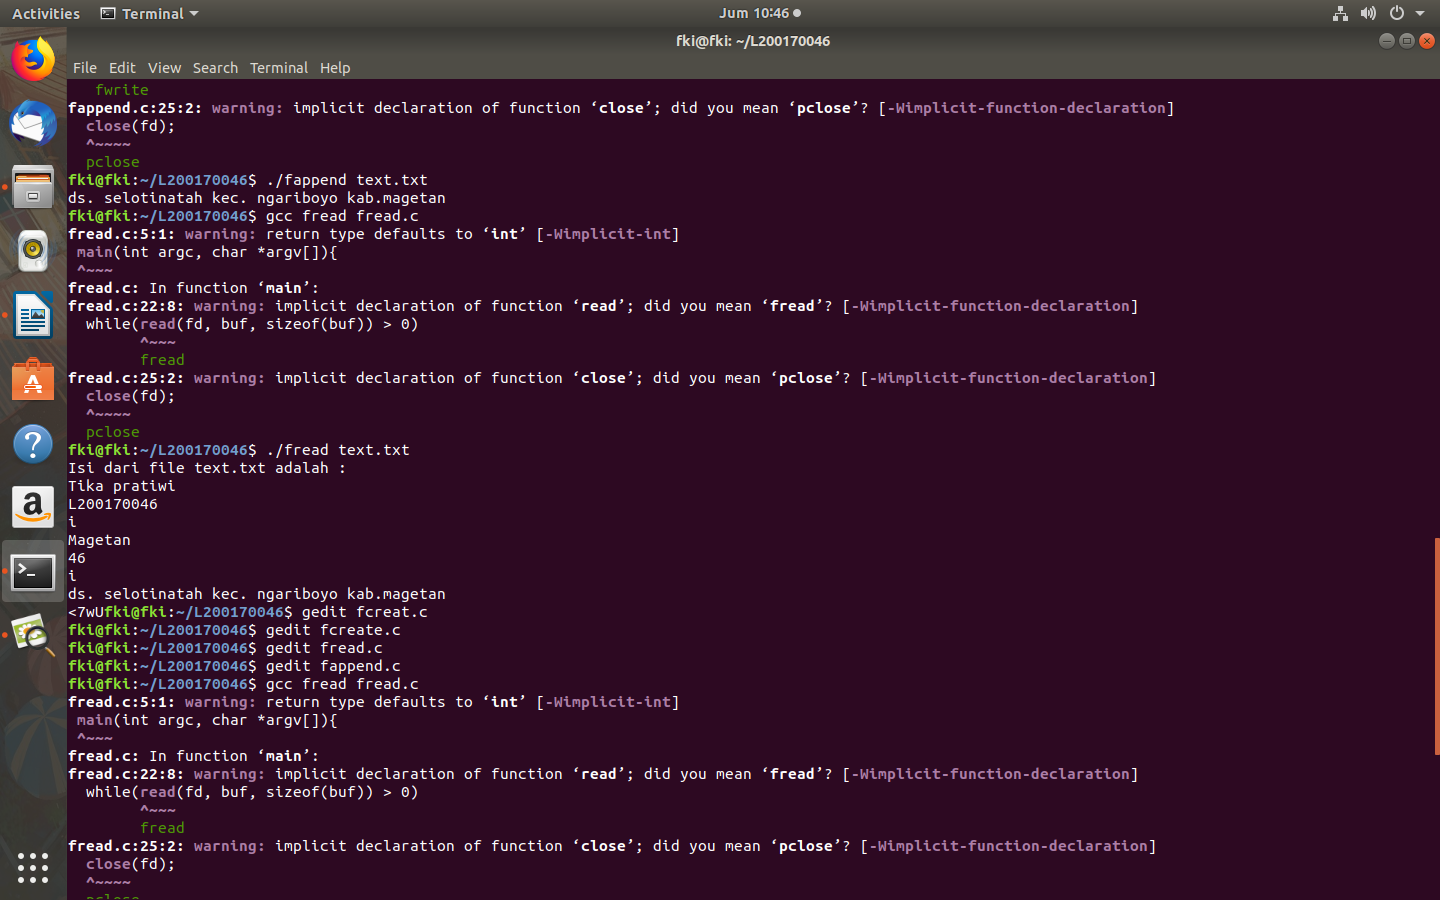 Activities Terminal Jum 10:46
fki@fki: ~/L200170046
File Edit View Search Terminal Help
fwrite
fappend.c:25:2: warning: implicit declaration of function ‘close’; did you mean ‘pclose’? [-Wimplicit-function-declaration]
close(fd);
^~~~~
pclose
fki@fki:~/L200170046$ ./fappend text.txt
ds. selotinatah kec. ngariboyo kab.magetan
fki@fki:~/L200170046$ gcc fread fread.c
fread.c:5:1: warning: return type defaults to ‘int’ [-Wimplicit-int]
main(int argc, char *argv[]){
^~~~
fread.c: In function ‘main’:
fread.c:22:8: warning: implicit declaration of function ‘read’; did you mean ‘fread’? [-Wimplicit-function-declaration]
while(read(fd, buf, sizeof(buf)) > 0)
^~~~
fread
fread.c:25:2: warning: implicit declaration of function ‘close’; did you mean ‘pclose’? [-Wimplicit-function-declaration]
close(fd);
^~~~~
pclose
fki@fki:~/L200170046$ ./fread text.txt
Isi dari file text.txt adalah :
Tika pratiwi
L200170046
i
Magetan
46
i
ds. selotinatah kec. ngariboyo kab.magetan
<7wUfki@fki:~/L200170046$ gedit fcreat.c
fki@fki:~/L200170046$ gedit fcreate.c
fki@fki:~/L200170046$ gedit fread.c
fki@fki:~/L200170046$ gedit fappend.c
fki@fki:~/L200170046$ gcc fread fread.c
fread.c:5:1: warning: return type defaults to ‘int’ [-Wimplicit-int]
main(int argc, char *argv[]){
^~~~
fread.c: In function ‘main’:
fread.c:22:8: warning: implicit declaration of function ‘read’; did you mean ‘fread’? [-Wimplicit-function-declaration]
while(read(fd, buf, sizeof(buf)) > 0)
^~~~
fread
fread.c:25:2: warning: implicit declaration of function ‘close’; did you mean ‘pclose’? [-Wimplicit-function-declaration]
close(fd);
^~~~~
pclose